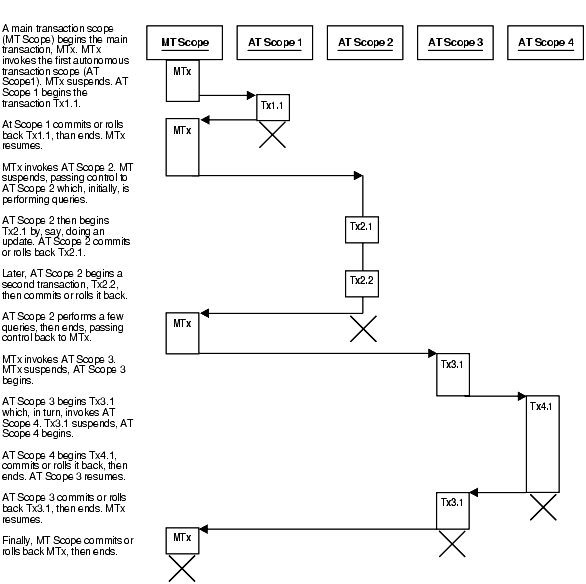 A main transaction scope
(MT Scope) begins the main
transaction, MTx. MTx
invokes the first autonomous
transaction scope (AT
Scope1). MTx suspends. AT
Scope 1 begins the
transaction Tx1.1.
At Scope 1 commits or rolls
back Tx1.1, than ends. MTx
resumes.
MTx invokes AT Scope 2. MT
suspends, passing control to
AT Scope 2 which, initially, is
performing queries.
AT Scope 2 then begins
Tx2.1 by, say, doing an
update. AT Scope 2 commits
or rolls back Tx2.1.
Later, AT Scope 2 begins a
second transaction, Tx2.2,
then commits or rolls it back.
AT Scope 2 performs a few
queries, then ends, passing
control back to MTx.
MTx invokes AT Scope 3.
MTx suspends, AT Scope 3
begins.
AT Scope 3 begins Tx3.1
which, in turn, invokes AT
Scope 4. Tx3.1 suspends, AT
Scope 4 begins.
AT Scope 4 begins Tx4.1,
commits or rolls it back, then
ends. AT Scope 3 resumes.
AT Scope 3 commits or rolls
back Tx3.1, then ends. MTx
resumes.
Finally, MT Scope commits or
rolls back MTx, then ends.
MT Scope
AT Scope 1
AT Scope 2
AT Scope 3
AT Scope 4
MTx
Tx1.1
MTx
Tx2.1
Tx2.2
MTx
Tx3.1
Tx4.1
Tx3.1
MTx